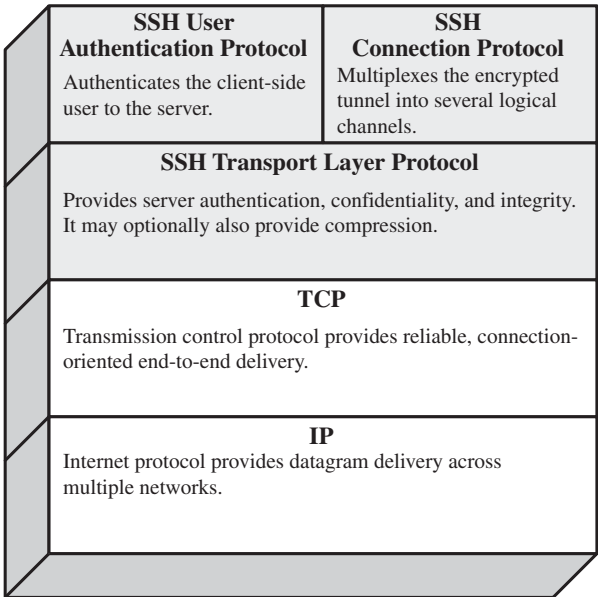 SSH User
Authentication Protocol
Authenticates the client-side
user to the server.
SSH
Connection Protocol
Multiplexes the encrypted
tunnel into several logical
channels.
SSH Transport Layer Protocol
Provides server authentication, confidentiality, and integrity.
It may optionally also provide compression.
TCP
Transmission control protocol provides reliable, connection-
oriented end-to-end delivery.
IP
Internet protocol provides datagram delivery across
multiple networks.